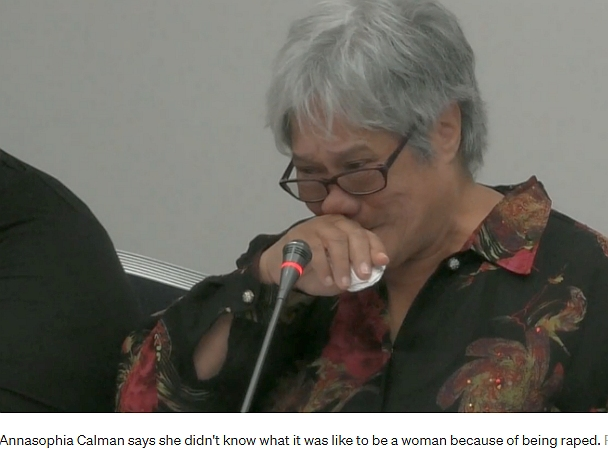 Annasophia Calman says she didn't know what it was like to be a woman because of being raped.